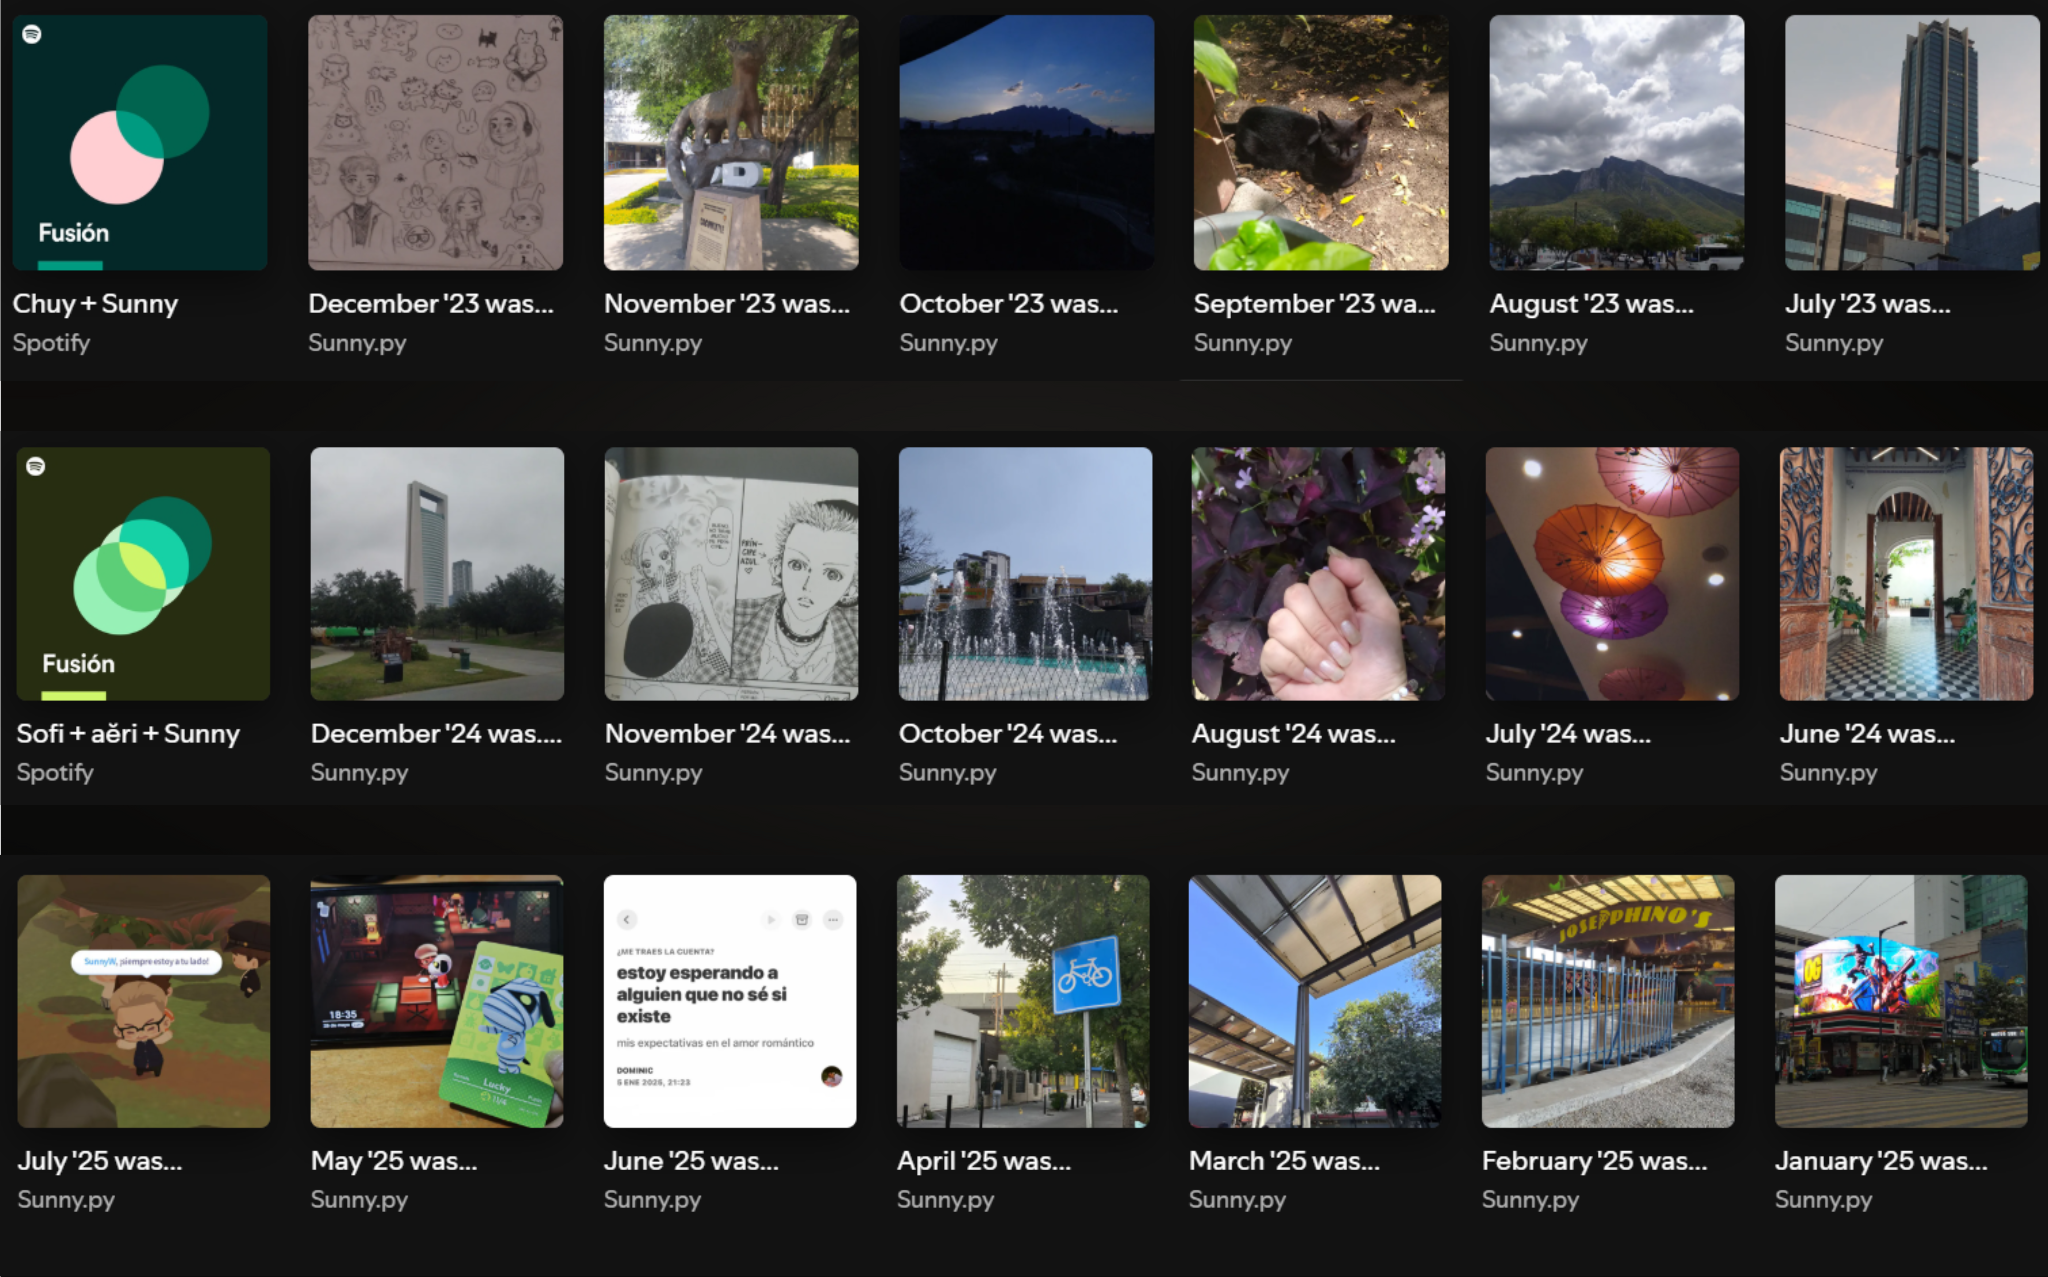 Fusión
Chuy + Sunny
Spotify
December '23 was...
Sunny.py
November '23 was...
Sunny.py
October '23 was...
Sunny.py
September '23 wa...
Sunny.py
August '23 was...
Sunny.py
July '23 was...
Sunny.py
Fusión
Sofi + aĕri + Sunny
Spotify
December '24 was....
Sunny.py
PRÍN-
CIPE
AZUL
November '24 was...
Sunny.py
October '24 was...
Sunny.py
August '24 was...
Sunny.py
July '24 was...
Sunny.py
June '24 was...
Sunny.py
SunnyW, ¡siempre estoy a tu lado!
July '25 was...
Sunny.py
18:35
Lucky
May '25 was...
Sunny.py
¿ME TRAES LA CUENTA?
estoy esperando a
alguien que no sé si
existe
mis expectativas en el amor romántico
DOMINIC
5 ENE 2025, 21:23
June '25 was...
Sunny.py
April '25 was...
Sunny.py
March '25 was...
Sunny.py
JOSEPHINO'S
February '25 was...
Sunny.py
OG
January '25 was...
Sunny.py